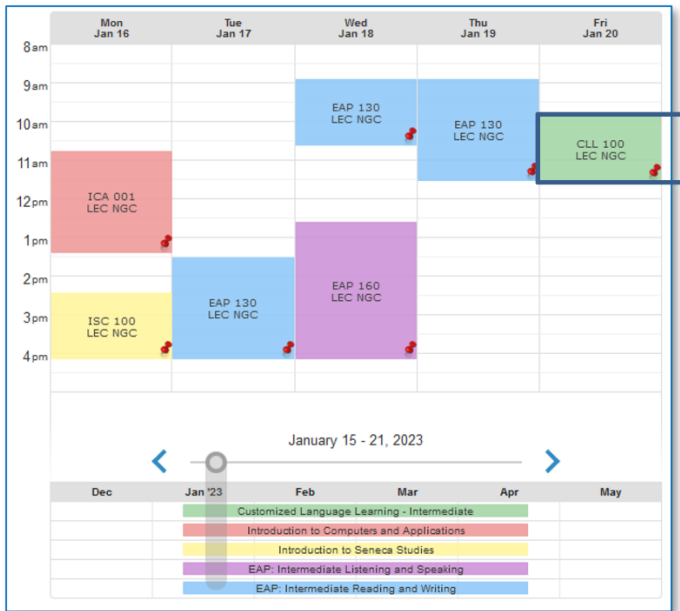 Mon Tue Wed Thu Fri
Jan 16 Jan 17 Jan 18 Jan 19 Jan 20
8am
9am
EAP 130
LEC NGC
10am
EAP 130
LEC NGC
CLL 100
LEC NGC
11am
ICA 001
LEC NGC
12pm
1pm
2pm
EAP 160
LEC NGC
EAP 130
LEC NGC
3pm
ISC 100
LEC NGC
4pm
January 15 - 21, 2023
Dec Jan '23 Feb Mar Apr May
Customized Language Learning - Intermediate
Introduction to Computers and Applications
Introduction to Seneca Studies
EAP: Intermediate Listening and Speaking
EAP: Intermediate Reading and Writing